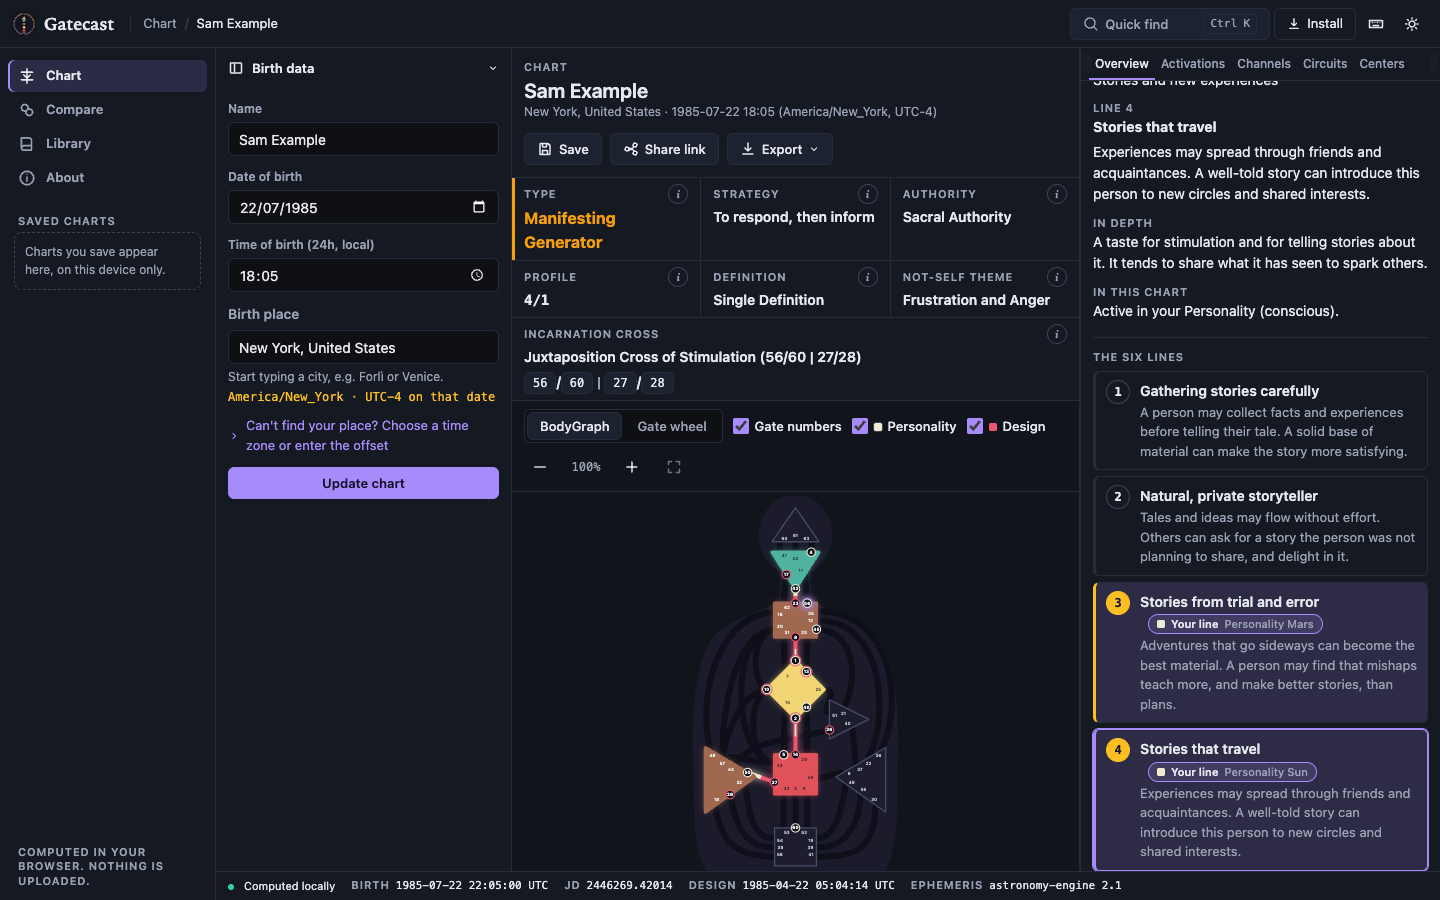 Gatecast
Chart / Sam Example
Quick find Ctrl K
Install
Chart
Compare
Library
About
SAVED CHARTS
Charts you save appear
here, on this device only.
COMPUTED IN YOUR
BROWSER. NOTHING IS
UPLOADED.
Birth data
Name
Sam Example
Date of birth
22/07/1985
Time of birth (24h, local)
18:05
Birth place
New York, United States
Start typing a city, e.g. Forlì or Venice.
America/New_York · UTC-4 on that date
Can't find your place? Choose a time
zone or enter the offset
Update chart
CHART
Sam Example
New York, United States · 1985-07-22 18:05 (America/New_York, UTC-4)
Save
Share link
Export
TYPE
Manifesting
Generator
STRATEGY
To respond, then inform
AUTHORITY
Sacral Authority
PROFILE
4/1
DEFINITION
Single Definition
NOT-SELF THEME
Frustration and Anger
INCARNATION CROSS
Juxtaposition Cross of Stimulation (56/60 | 27/28)
56 / 60 | 27 / 28
BodyGraph
Gate wheel
Gate numbers
Personality
Design
100%
Overview Activations Channels Circuits Centers
Stories and new experiences
LINE 4
Stories that travel
Experiences may spread through friends and
acquaintances. A well-told story can introduce this
person to new circles and shared interests.
IN DEPTH
A taste for stimulation and for telling stories about
it. It tends to share what it has seen to spark others.
IN THIS CHART
Active in your Personality (conscious).
THE SIX LINES
1 Gathering stories carefully
A person may collect facts and experiences
before telling their tale. A solid base of
material can make the story more satisfying.
2 Natural, private storyteller
Tales and ideas may flow without effort.
Others can ask for a story the person was not
planning to share, and delight in it.
3 Stories from trial and error
Your line Personality Mars
Adventures that go sideways can become the
best material. A person may find that mishaps
teach more, and make better stories, than
plans.
4 Stories that travel
Your line Personality Sun
Experiences may spread through friends and
acquaintances. A well-told story can
introduce this person to new circles and
shared interests.
Computed locally BIRTH 1985-07-22 22:05:00 UTC JD 2446269.42014 DESIGN 1985-04-22 05:04:14 UTC EPHEMERIS astronomy-engine 2.1